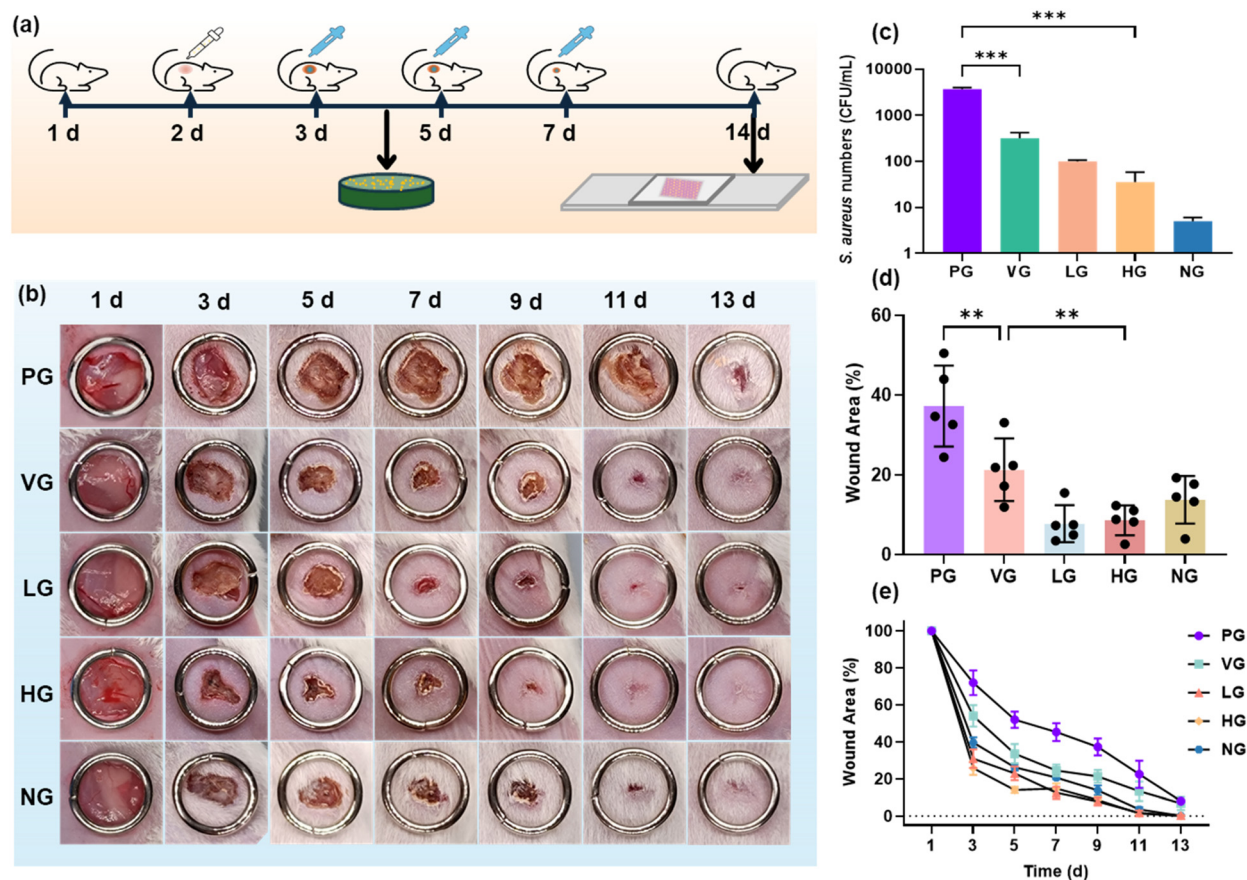 (a)
1 d 2 d 3 d 5 d 7 d 14 d
(b)
1 d 3 d 5 d 7 d 9 d 11 d 13 d
PG
VG
LG
HG
NG
(c)
***
***
S. aureus numbers (CFU/mL)
10000
1000
100
10
1
PG VG LG HG NG
(d)
** **
Wound Area (%)
60
40
20
0
PG VG LG HG NG
(e)
Wound Area (%)
100
80
60
40
20
0
1 3 5 7 9 11 13
Time (d)
PG
VG
LG
HG
NG